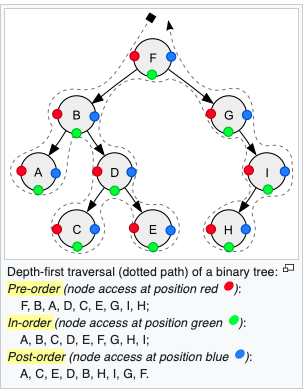 F
B
G
A
D
I
C
E
H
Depth-first traversal (dotted path) of a binary tree:
Pre-order (node access at position red ):
F, B, A, D, C, E, G, I, H;
In-order (node access at position green ):
A, B, C, D, E, F, G, H, I;
Post-order (node access at position blue ):
A, C, E, D, B, H, I, G, F.